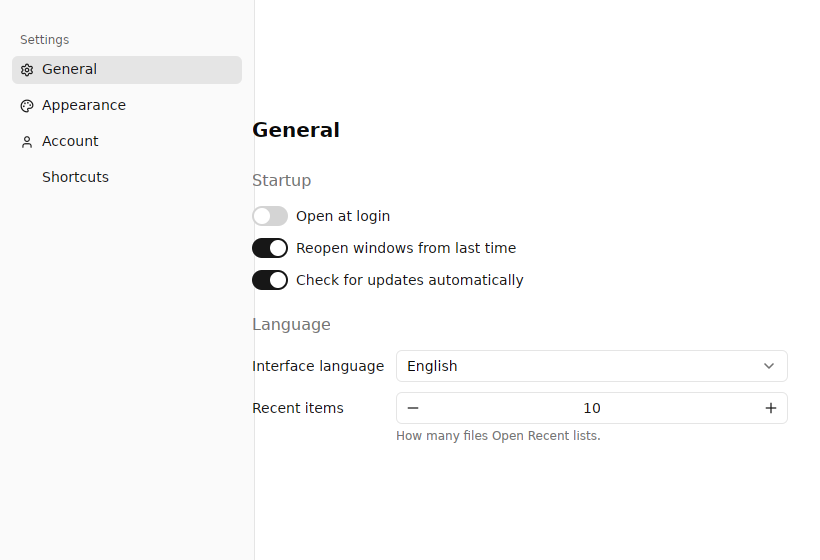 Settings
General
Appearance
Account
Shortcuts
General
Startup
Open at login
Reopen windows from last time
Check for updates automatically
Language
Interface language English
Recent items 10
How many files Open Recent lists.